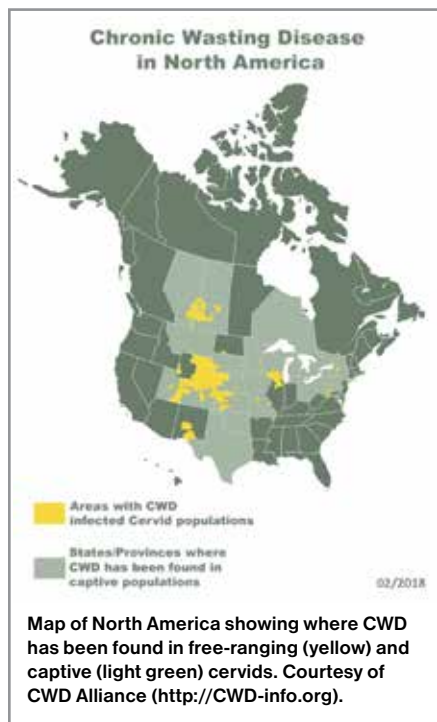 Chronic Wasting Disease
in North America
Areas with CWD
infected Cervid populations
States/Provinces where
CWD has been found in
captive populations
02/2018
Map of North America showing where CWD
has been found in free-ranging (yellow) and
captive (light green) cervids. Courtesy of
CWD Alliance (http://CWD-info.org).